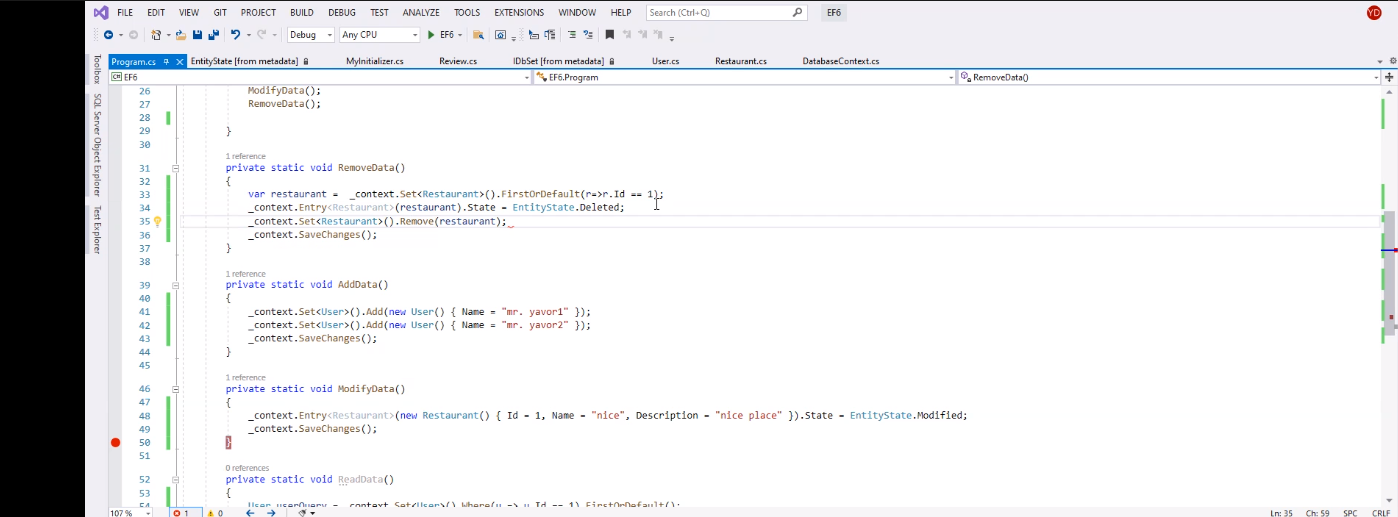 FILE EDIT VIEW GIT PROJECT BUILD DEBUG TEST ANALYZE TOOLS EXTENSIONS WINDOW HELP Search (Ctrl+Q) EF6 YD
Debug Any CPU EF6
Program.cs EntityState [from metadata] MyInitializer.cs Review.cs IDbSet [from metadata] User.cs Restaurant.cs DatabaseContext.cs
C# EF6 EF6.Program RemoveData()
Toolbox
SQL Server Object Explorer
Test Explorer
26 ModifyData();
27 RemoveData();
28
29 }
30
1 reference
31 private static void RemoveData()
32 {
33 var restaurant = _context.Set<Restaurant>().FirstOrDefault(r=>r.Id == 1);
34 _context.Entry<Restaurant>(restaurant).State = EntityState.Deleted;
35 _context.Set<Restaurant>().Remove(restaurant);
36 _context.SaveChanges();
37 }
38
1 reference
39 private static void AddData()
40 {
41 _context.Set<User>().Add(new User() { Name = "mr. yavor1" });
42 _context.Set<User>().Add(new User() { Name = "mr. yavor2" });
43 _context.SaveChanges();
44 }
45
1 reference
46 private static void ModifyData()
47 {
48 _context.Entry<Restaurant>(new Restaurant() { Id = 1, Name = "nice", Description = "nice place" }).State = EntityState.Modified;
49 _context.SaveChanges();
50 }
51
0 references
52 private static void ReadData()
53 {
54 User userQuery = _context.Set<User>().Where(u => u.Id == 1).FirstOrDefault();
107 % 1 0 Ln: 35 Ch: 59 SPC CRLF